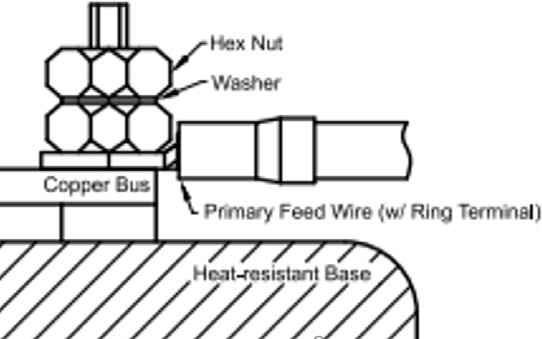 Hex Nut
Washer
Copper Bus
Primary Feed Wire (w/ Ring Terminal)
Heat-resistant Base